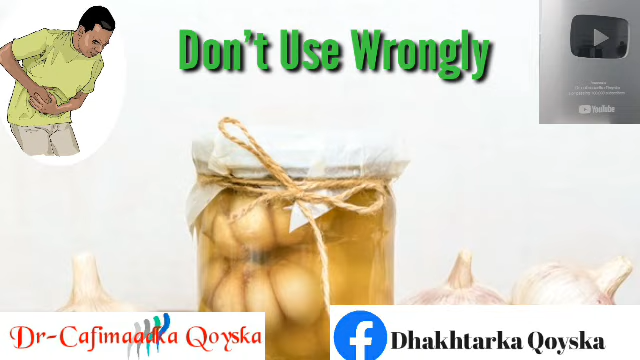 Don't Use Wrongly
YouTube
Dr-Cafimaadka Qoyska
Dhakhtarka Qoyska